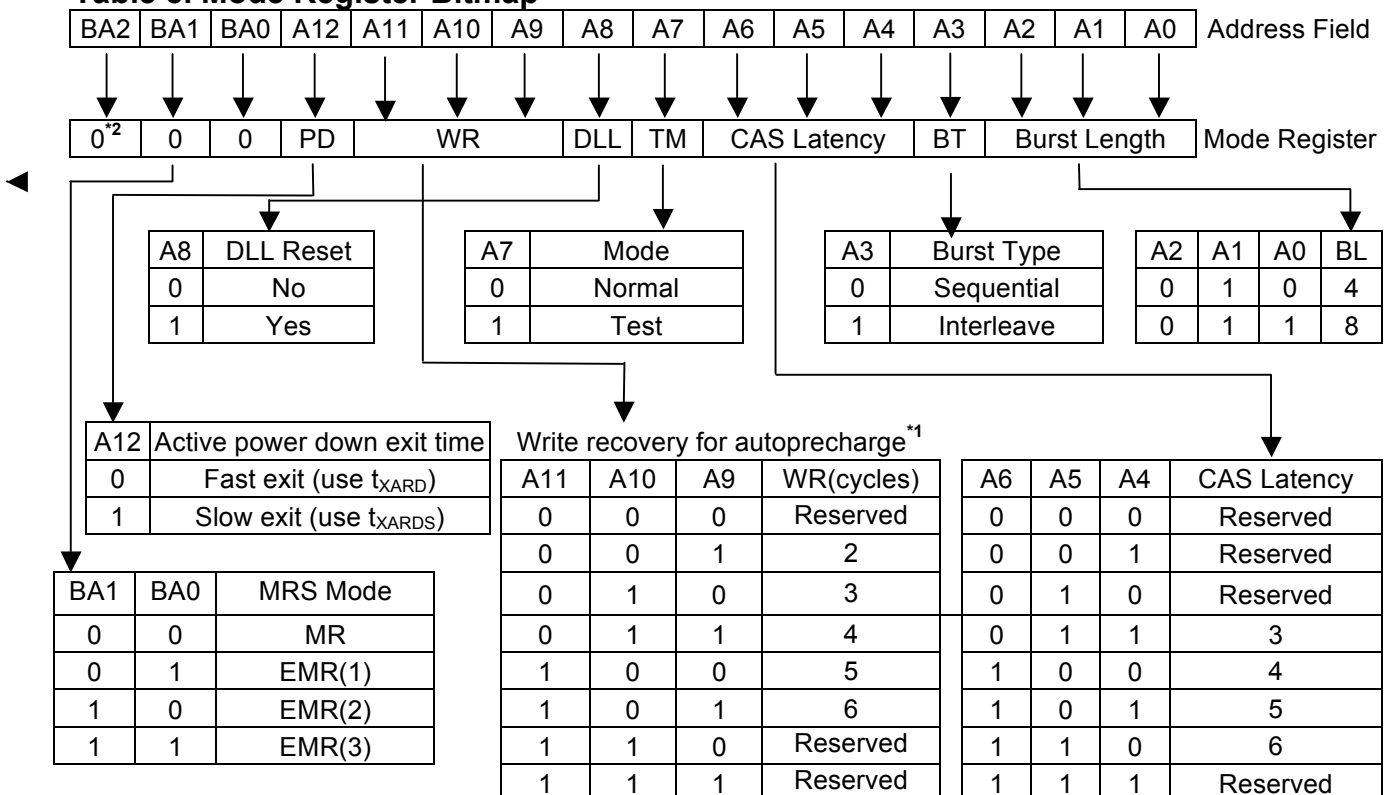 Table 3. Mode Register Bitmap
BA2 BA1 BA0 A12 A11 A10 A9 A8 A7 A6 A5 A4 A3 A2 A1 A0 Address Field
0*2 0 0 PD WR DLL TM CAS Latency BT Burst Length Mode Register
A8 DLL Reset
0 No
1 Yes
A7 Mode
0 Normal
1 Test
A3 Burst Type
0 Sequential
1 Interleave
A2 A1 A0 BL
0 1 0 4
0 1 1 8
A12 Active power down exit time
0 Fast exit (use tXARD)
1 Slow exit (use tXARDS)
BA1 BA0 MRS Mode
0 0 MR
0 1 EMR(1)
1 0 EMR(2)
1 1 EMR(3)
Write recovery for autoprecharge*1
A11 A10 A9 WR(cycles)
0 0 0 Reserved
0 0 1 2
0 1 0 3
0 1 1 4
1 0 0 5
1 0 1 6
1 1 0 Reserved
1 1 1 Reserved
A6 A5 A4 CAS Latency
0 0 0 Reserved
0 0 1 Reserved
0 1 0 Reserved
0 1 1 3
1 0 0 4
1 0 1 5
1 1 0 6
1 1 1 Reserved